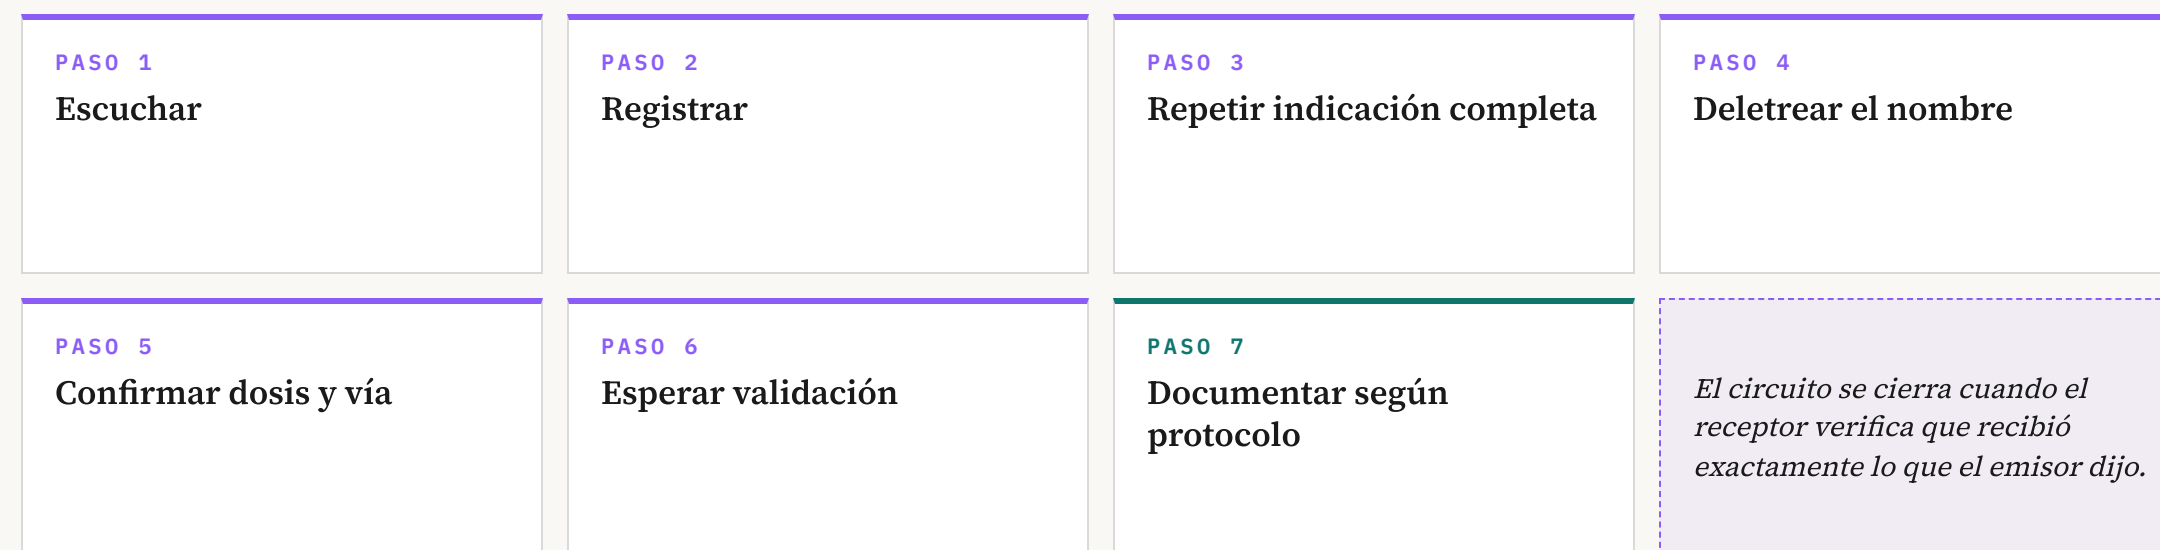 PASO 1
Escuchar
PASO 2
Registrar
PASO 3
Repetir indicación completa
PASO 4
Deletrear el nombre
PASO 5
Confirmar dosis y vía
PASO 6
Esperar validación
PASO 7
Documentar según
protocolo
El circuito se cierra cuando el
receptor verifica que recibió
exactamente lo que el emisor dijo.